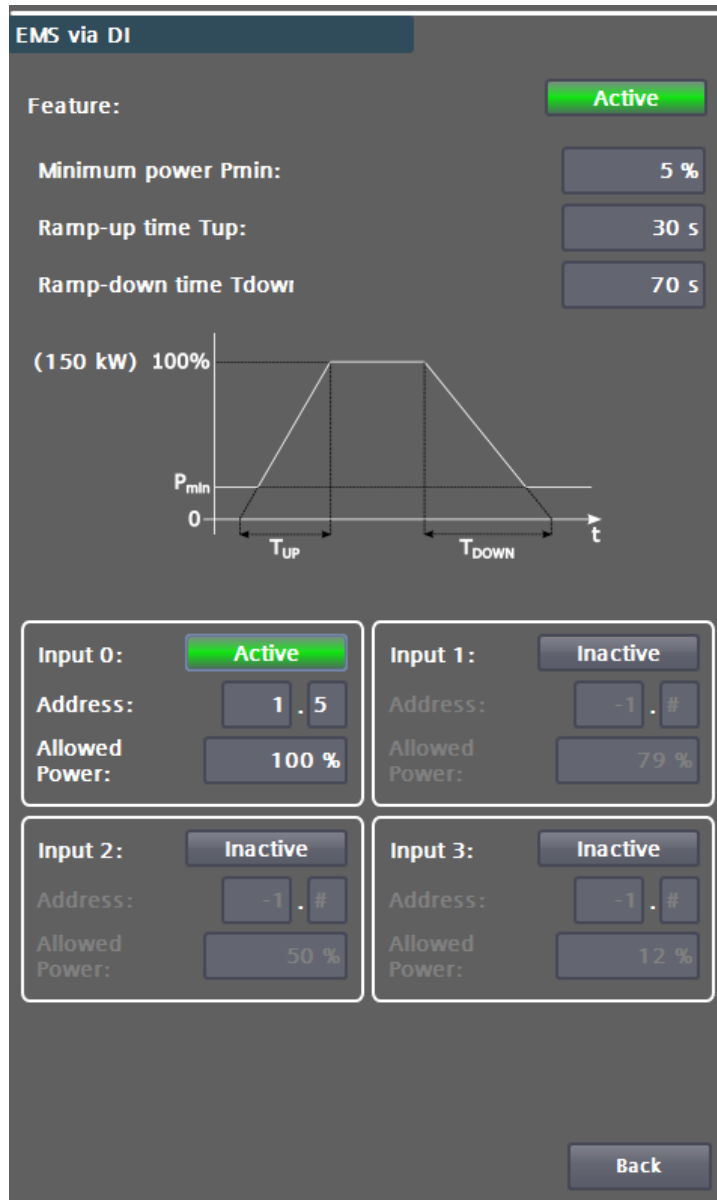 EMS via DI
Feature: Active
Minimum power Pmin: 5 %
Ramp-up time Tup: 30 s
Ramp-down time Tdowr 70 s
(150 kW) 100%
Pmin
0
TUP TDOWN t
Input 0: Active
Address: 1 . 5
Allowed
Power: 100 %
Input 1: Inactive
Address: -1 . #
Allowed
Power: 79 %
Input 2: Inactive
Address: -1 . #
Allowed
Power: 50 %
Input 3: Inactive
Address: -1 . #
Allowed
Power: 12 %
Back